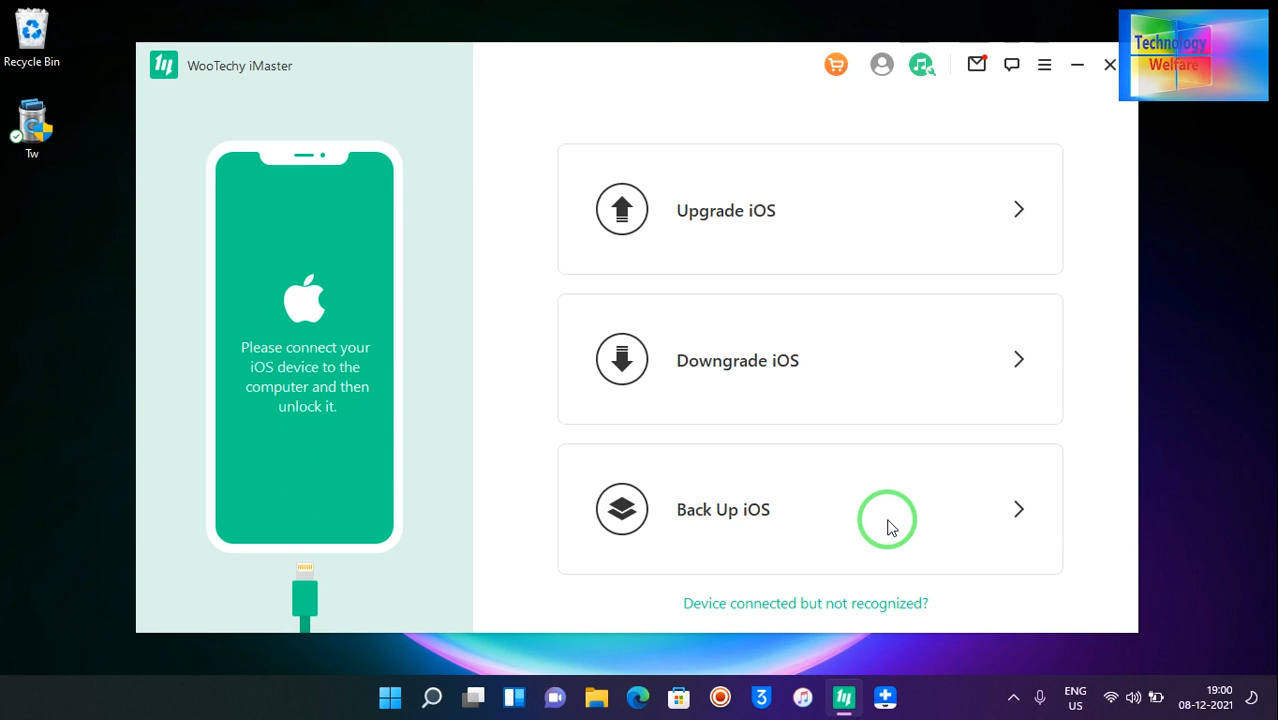 Recycle Bin
Tw
WooTechy iMaster
Technology
Welfare
Please connect your
iOS device to the
computer and then
unlock it.
Upgrade iOS
Downgrade iOS
Back Up iOS
Device connected but not recognized?
3
ENG
US
19:00
08-12-2021